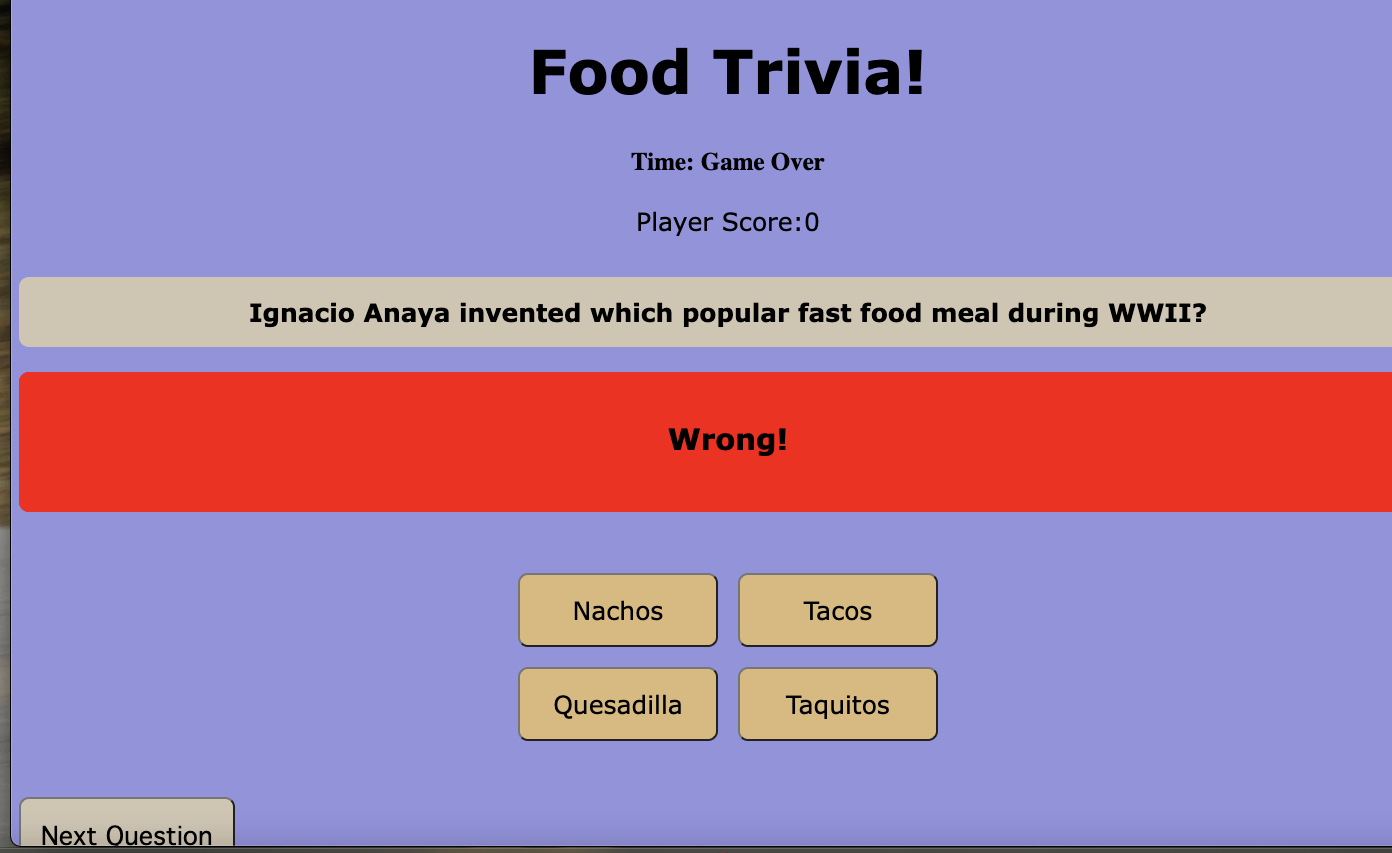 Food Trivia!
Time: Game Over
Player Score:0
Ignacio Anaya invented which popular fast food meal during WWII?
Wrong!
Nachos
Tacos
Quesadilla
Taquitos
Next Question